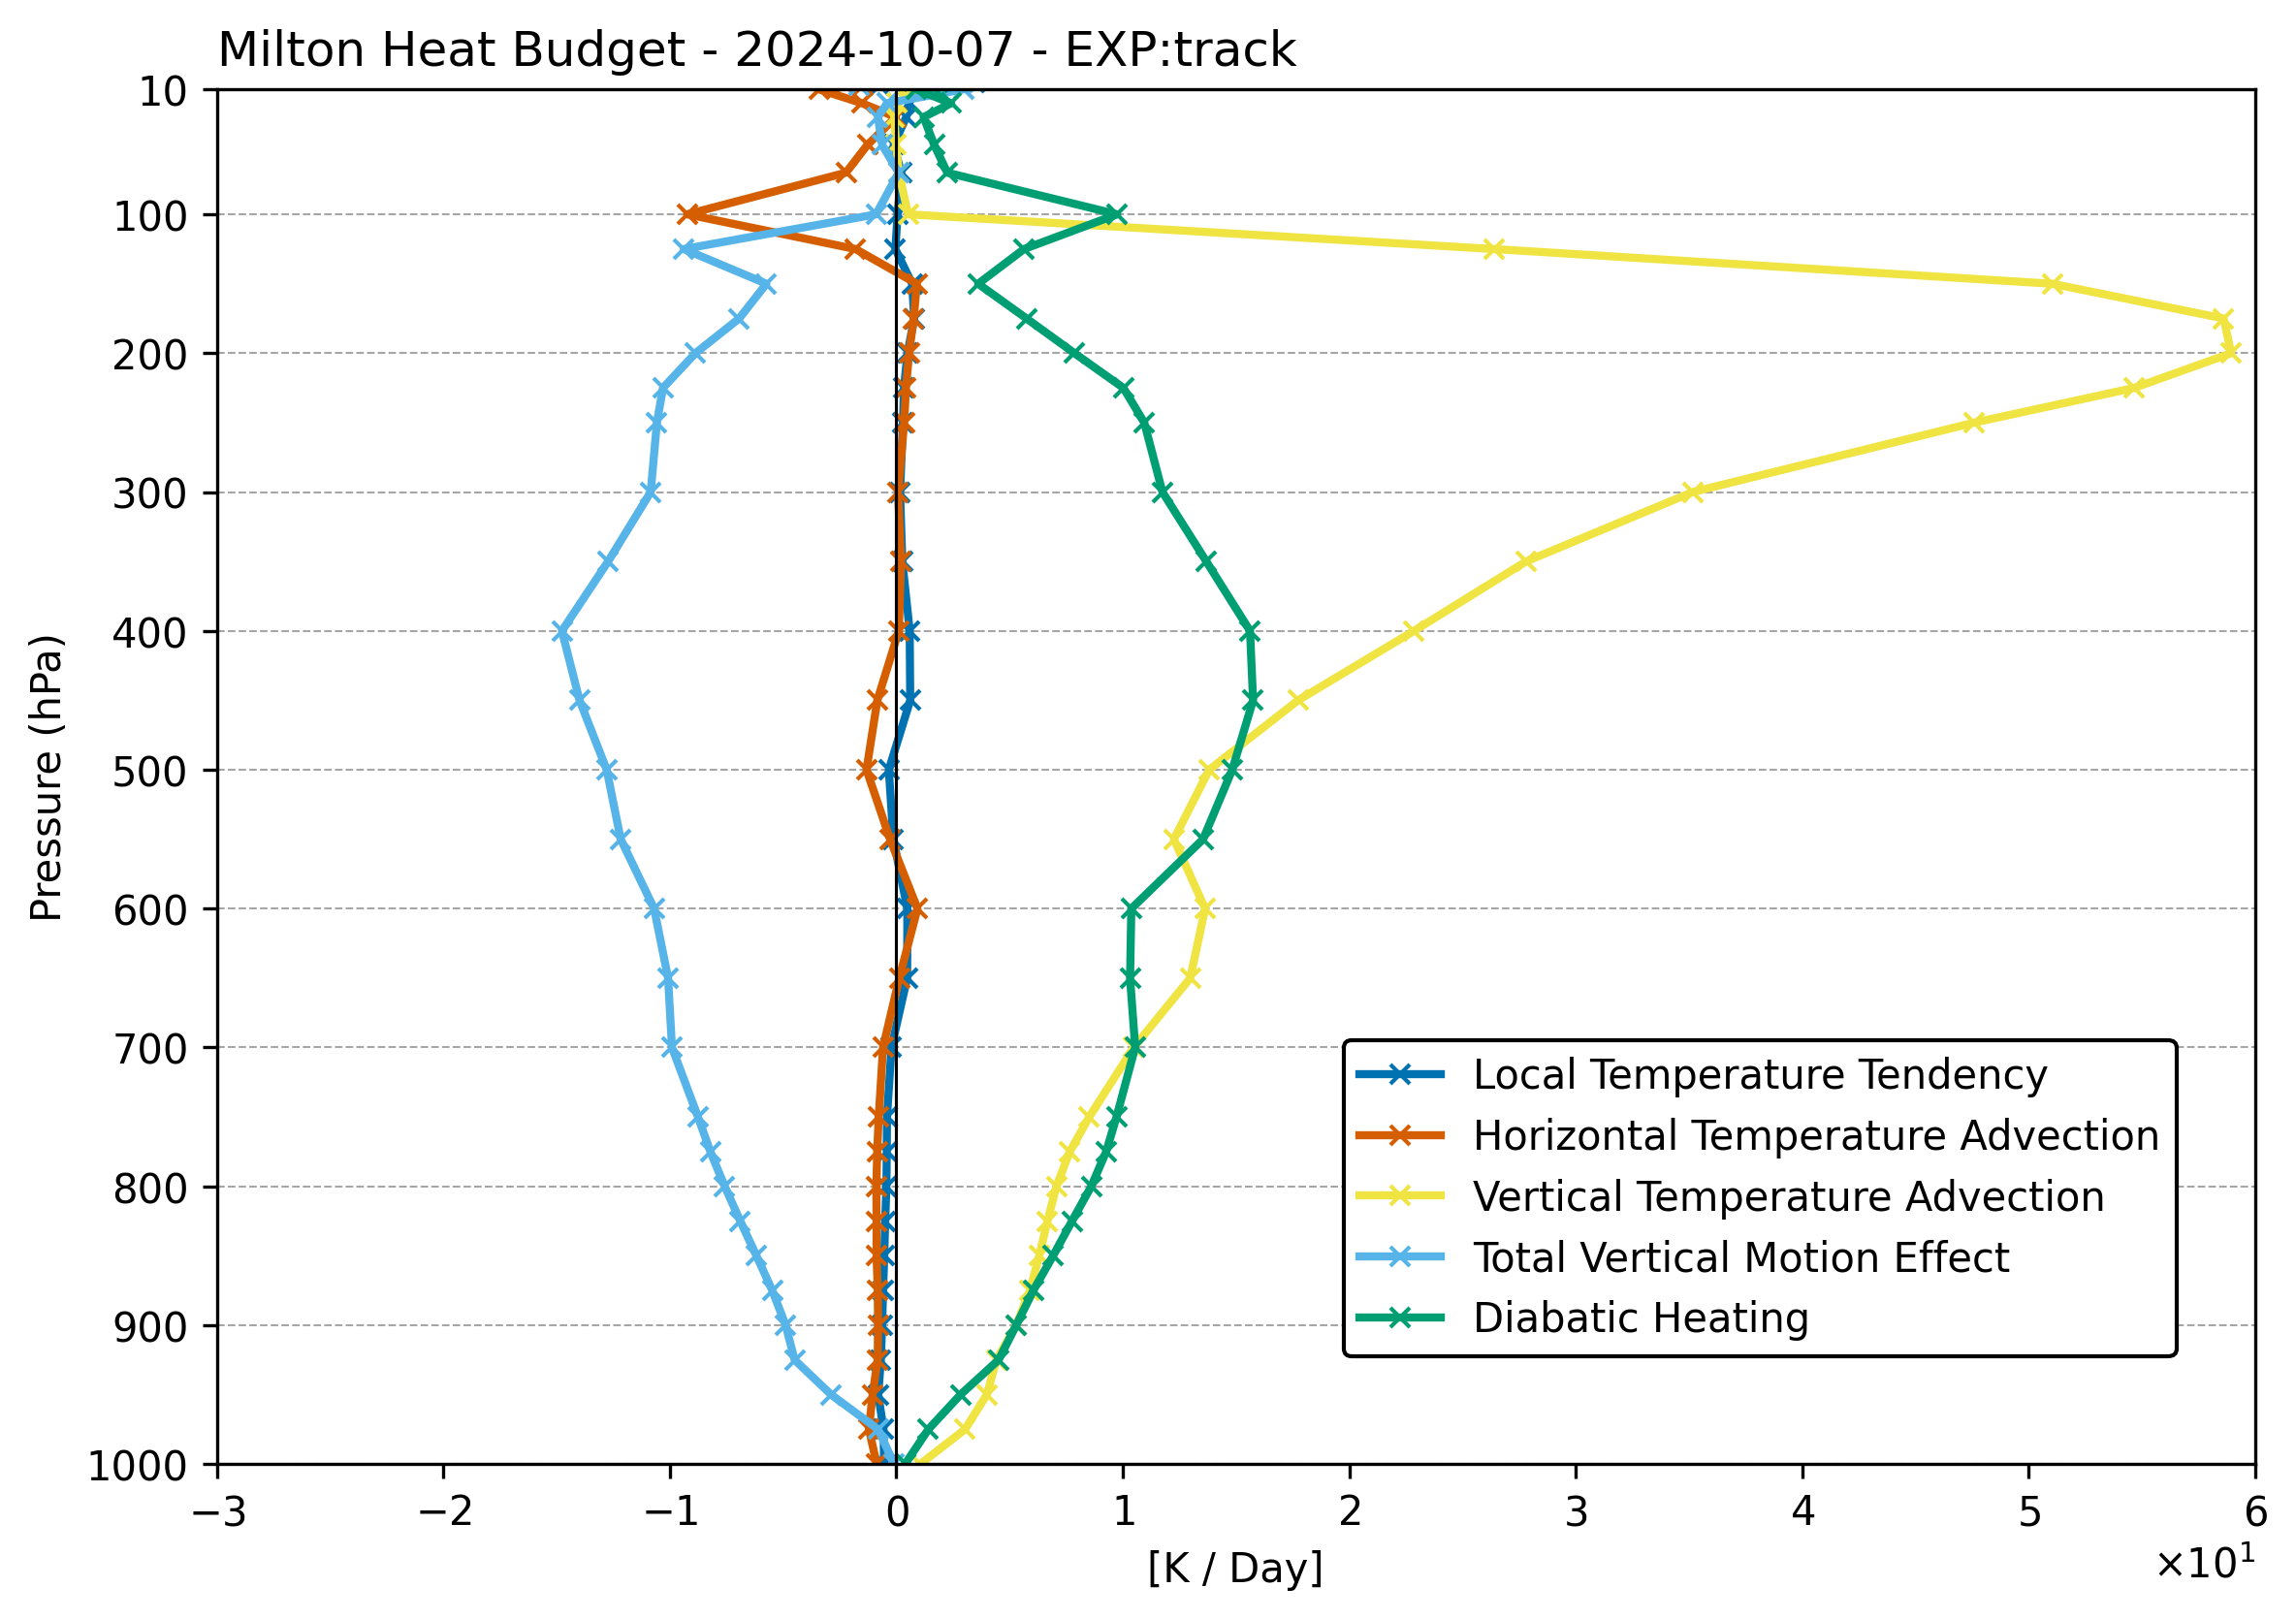 Milton Heat Budget - 2024-10-07 - EXP:track
10
100
200
300
400
500
600
700
800
900
1000
Pressure (hPa)
Local Temperature Tendency
Horizontal Temperature Advection
Vertical Temperature Advection
Total Vertical Motion Effect
Diabatic Heating
−3 −2 −1 0 1 2 3 4 5 6
[K / Day]
×10¹